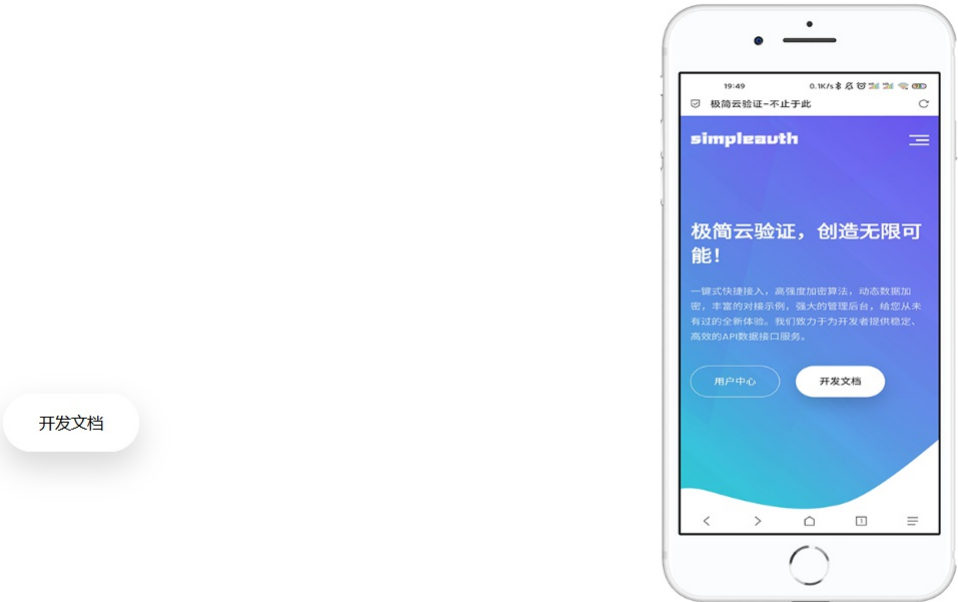 19:49
0.1K/s
极简云验证-不止于此
simpleauth
极简云验证，创造无限可
能！
一键式快捷接入，高强度加密算法，动态数据加
密，丰富的对接示例，强大的管理后台，给您从未
有过的全新体验。我们致力于为开发者提供稳定、
高效的API数据接口服务。
用户中心
开发文档
1
开发文档